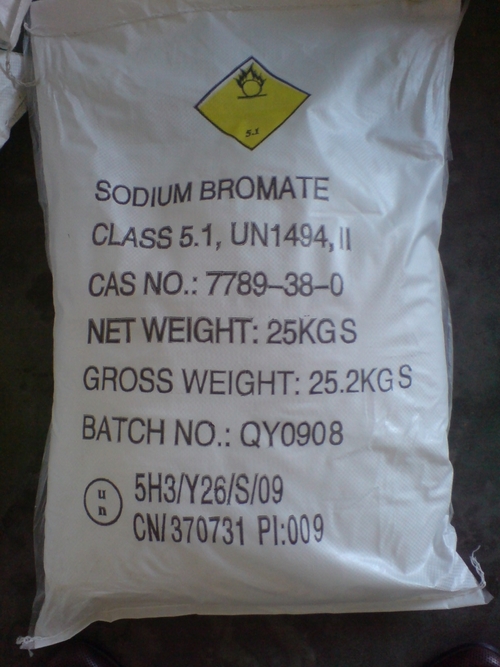 5.1
SODIUM BROMATE
CLASS 5.1, UN1494, II
CAS NO.: 7789-38-0
NET WEIGHT: 25KGS
GROSS WEIGHT: 25.2KGS
BATCH NO.: QY0908
un 5H3/Y26/S/09
CN/370731 PI:009